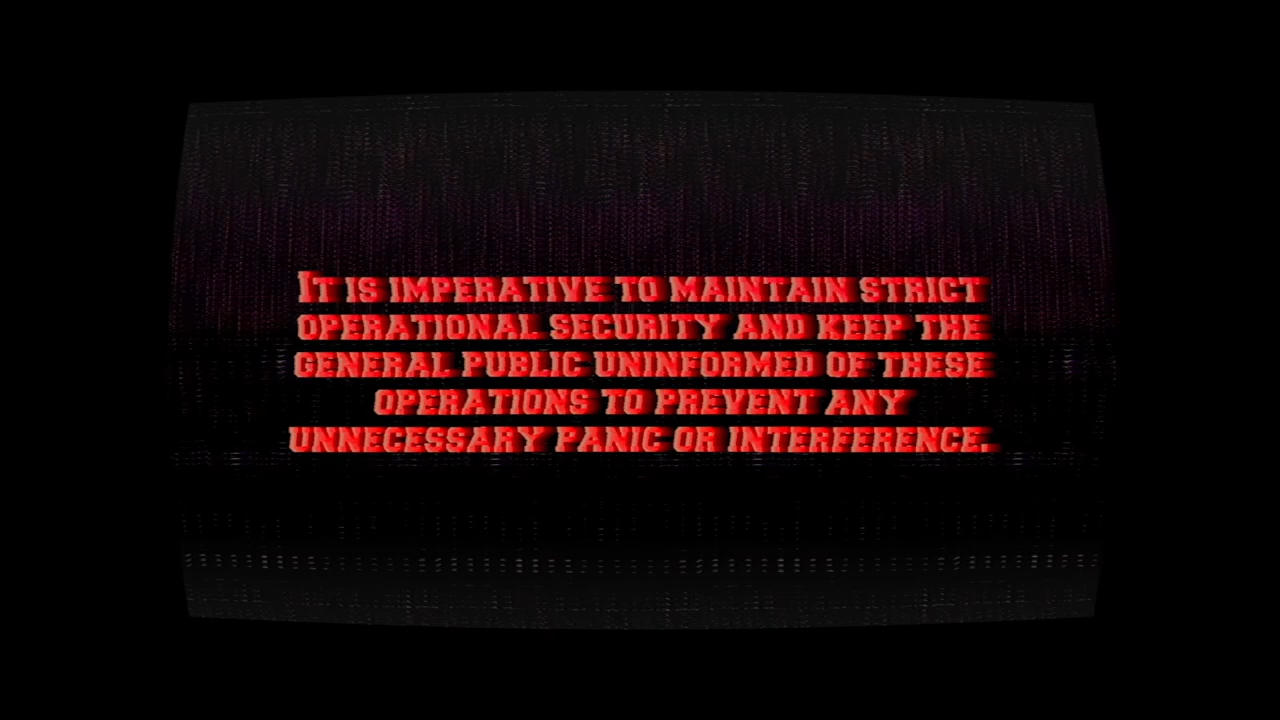 It is imperative to maintain strict
operational security and keep the
general public uninformed of these
operations to prevent any
unnecessary panic or interference.